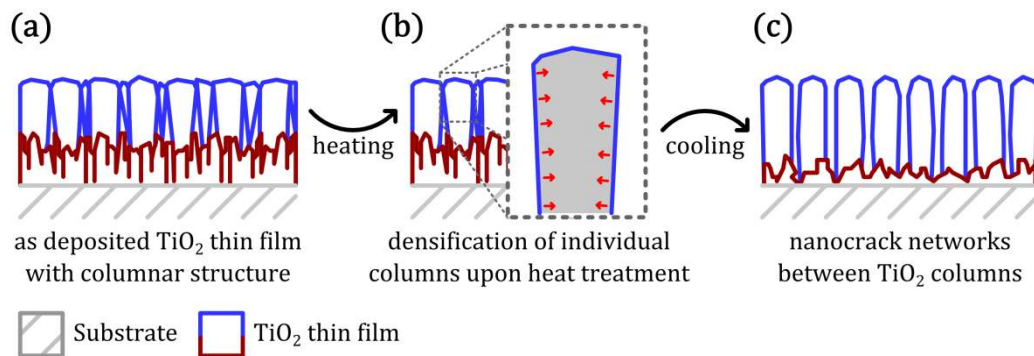 (a)
(b)
(c)
heating
cooling
as deposited TiO₂ thin film
with columnar structure
densification of individual
columns upon heat treatment
nanocrack networks
between TiO₂ columns
Substrate
TiO₂ thin film